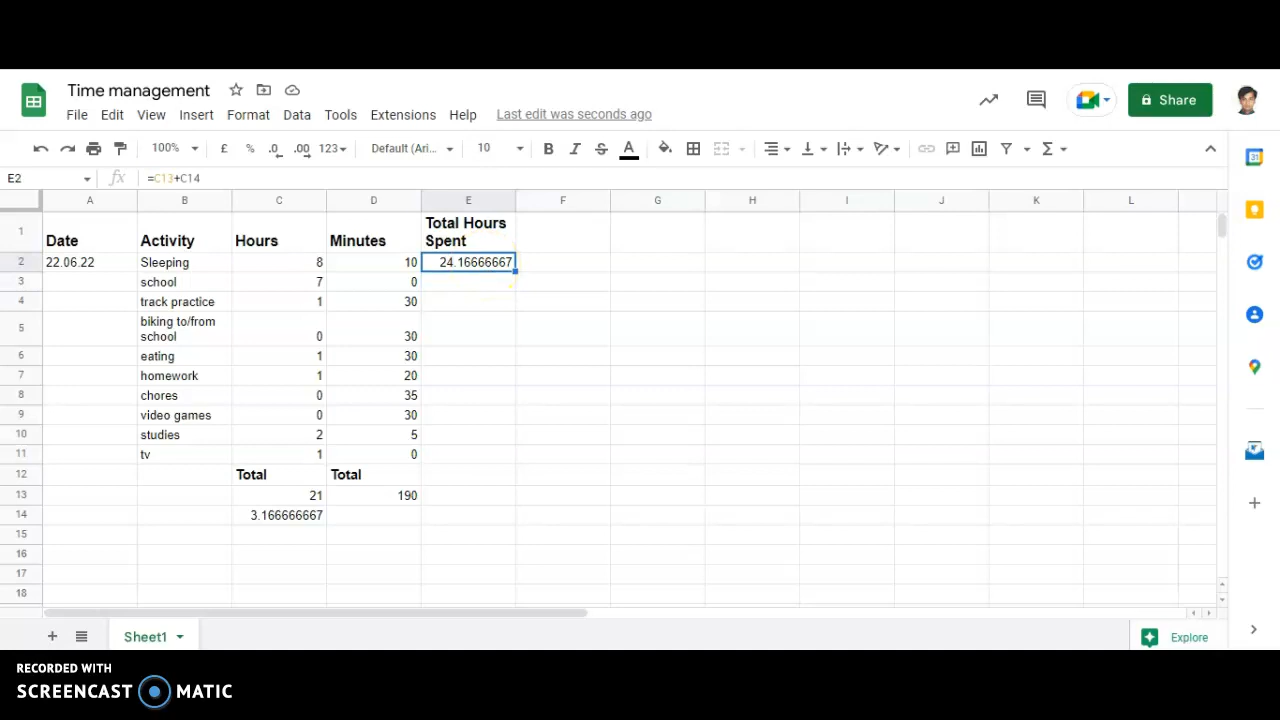 Time management
File Edit View Insert Format Data Tools Extensions Help Last edit was seconds ago
Share
100% £ % .0 .00 123 Default (Ari... 10 B I S A Σ
E2 fx =C13+C14
A B C D E F G H I J K L
1 Date Activity Hours Minutes Total Hours
Spent
2 22.06.22 Sleeping 8 10 24.16666667
3 school 7 0
4 track practice 1 30
5 biking to/from
school 0 30
6 eating 1 30
7 homework 1 20
8 chores 0 35
9 video games 0 30
10 studies 2 5
11 tv 1 0
12 Total Total
13 21 190
14 3.166666667
15
16
17
18
31
Sheet1
Explore
RECORDED WITH
SCREENCAST MATIC